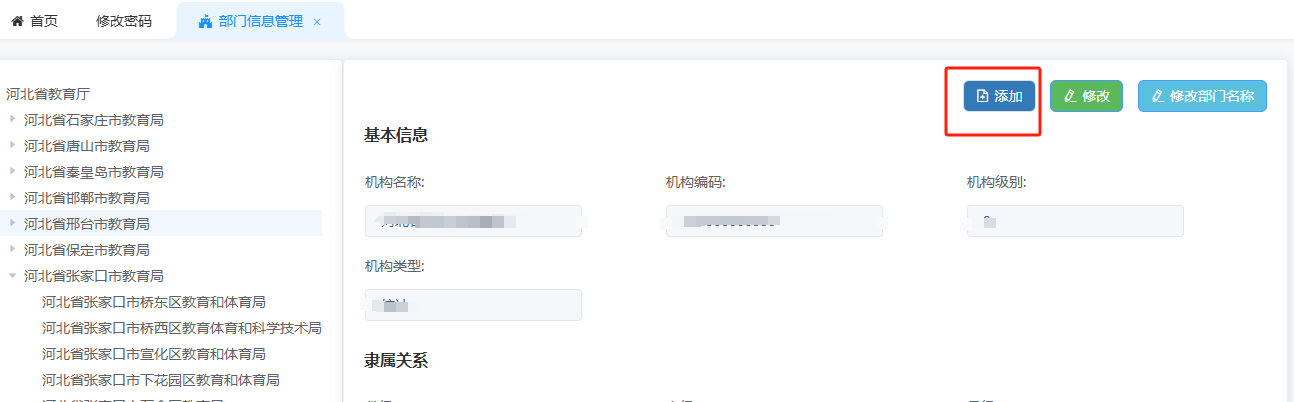 首页 修改密码 部门信息管理 ×
添加 修改 修改部门名称
河北省教育厅
河北省石家庄市教育局
河北省唐山市教育局
河北省秦皇岛市教育局
河北省邯郸市教育局
河北省邢台市教育局
河北省保定市教育局
河北省张家口市教育局
河北省张家口市桥东区教育和体育局
河北省张家口市桥西区教育体育和科学技术局
河北省张家口市宣化区教育和体育局
河北省张家口市下花园区教育和体育局
基本信息
机构名称: 机构编码: 机构级别:
机构类型:
隶属关系